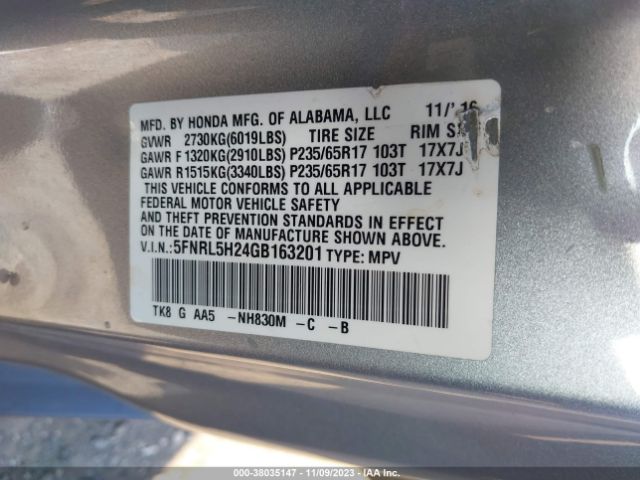 MFD. BY HONDA MFG. OF ALABAMA, LLC 11/'16
GVWR 2730KG(6019LBS) TIRE SIZE RIM
GAWR F 1320KG(2910LBS) P235/65R17 103T 17X7J
GAWR R1515KG(3340LBS) P235/65R17 103T 17X7J
THIS VEHICLE CONFORMS TO ALL APPLICABLE
FEDERAL MOTOR VEHICLE SAFETY
AND THEFT PREVENTION STANDARDS IN EFFECT
ON THE DATE OF MANUFACTURE SHOWN ABOVE.
V.I.N.:5FNRL5H24GB163201 TYPE: MPV
TK8 G AA5 -NH830M -C -B
000-38035147 - 11/09/2023 - IAA Inc.